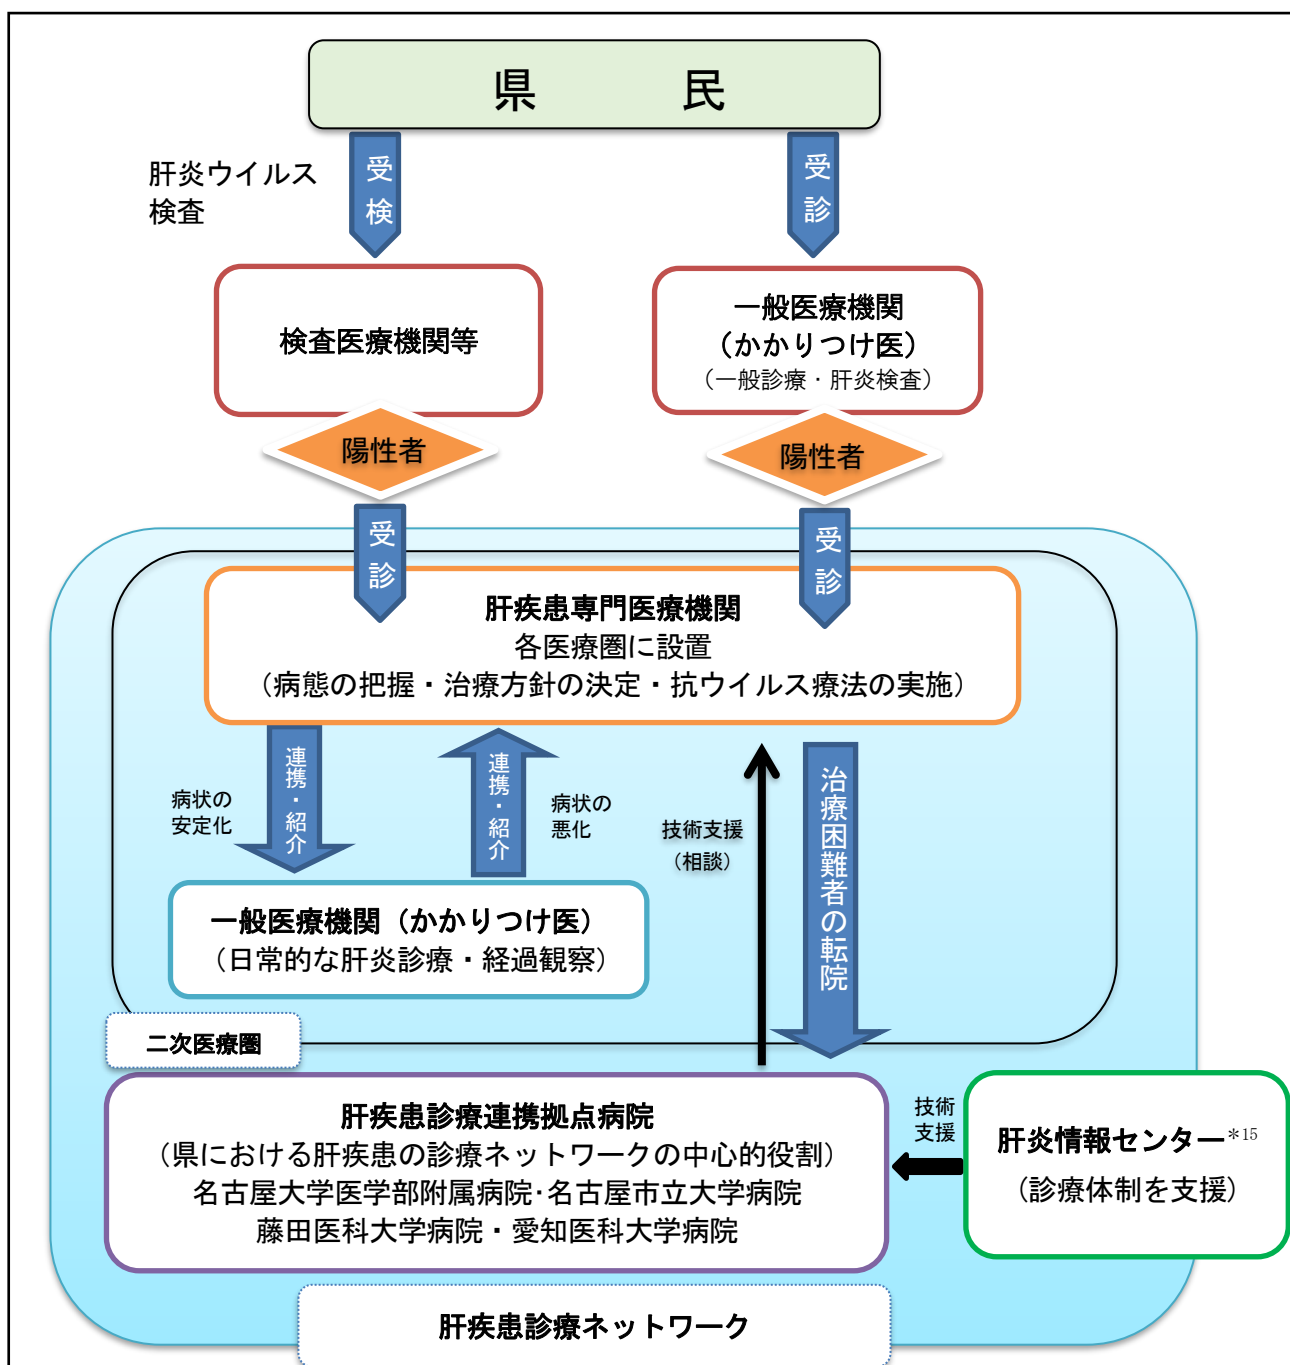 県　民
肝炎ウイルス
検査
受検
受診
検査医療機関等
一般医療機関
（かかりつけ医）
（一般診療・肝炎検査）
陽性者
陽性者
受診
受診
肝疾患専門医療機関
各医療圏に設置
（病態の把握・治療方針の決定・抗ウイルス療法の実施）
病状の
安定化
連携・紹介
連携・紹介
病状の
悪化
技術支援
（相談）
治療困難者の転院
一般医療機関（かかりつけ医）
（日常的な肝炎診療・経過観察）
二次医療圏
肝疾患診療連携拠点病院
（県における肝疾患の診療ネットワークの中心的役割）
名古屋大学医学部附属病院・名古屋市立大学病院
藤田医科大学病院・愛知医科大学病院
技術
支援
肝炎情報センター*15
（診療体制を支援）
肝疾患診療ネットワーク